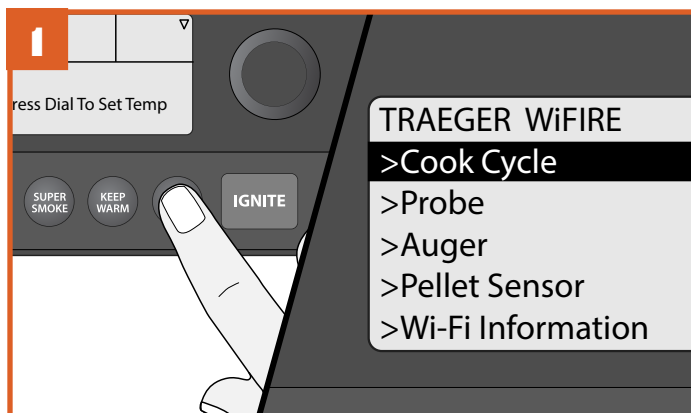 1
ress Dial To Set Temp
SUPER
SMOKE
KEEP
WARM
IGNITE
TRAEGER WiFIRE
>Cook Cycle
>Probe
>Auger
>Pellet Sensor
>Wi-Fi Information